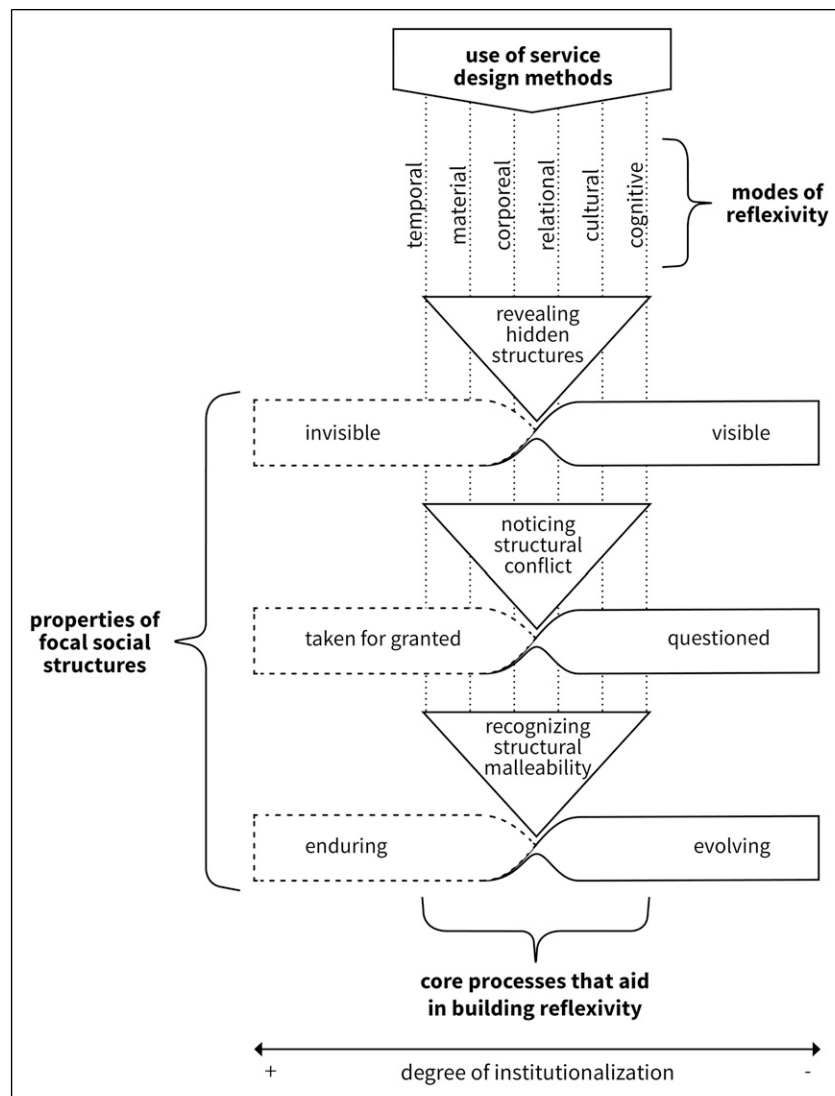 use of service
design methods
temporal
material
corporeal
relational
cultural
cognitive
modes of
reflexivity
revealing
hidden
structures
invisible
visible
noticing
structural
conflict
properties of
focal social
structures
taken for granted
questioned
recognizing
structural
malleability
enduring
evolving
core processes that aid
in building reflexivity
+
degree of institutionalization
-